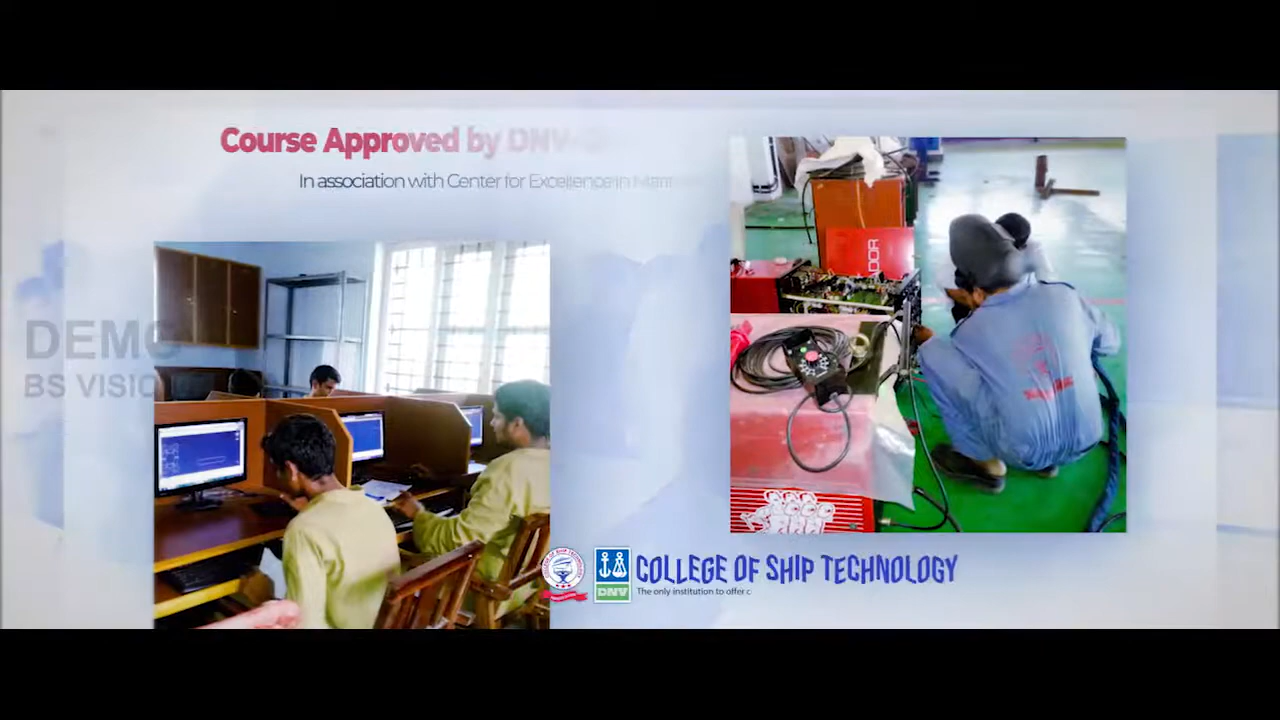 Course Approved by DNV-
In association with Center for Excellence in
DEMO
BS VISIO
DNV
COLLEGE OF SHIP TECHNOLOGY
The only institution to offer c